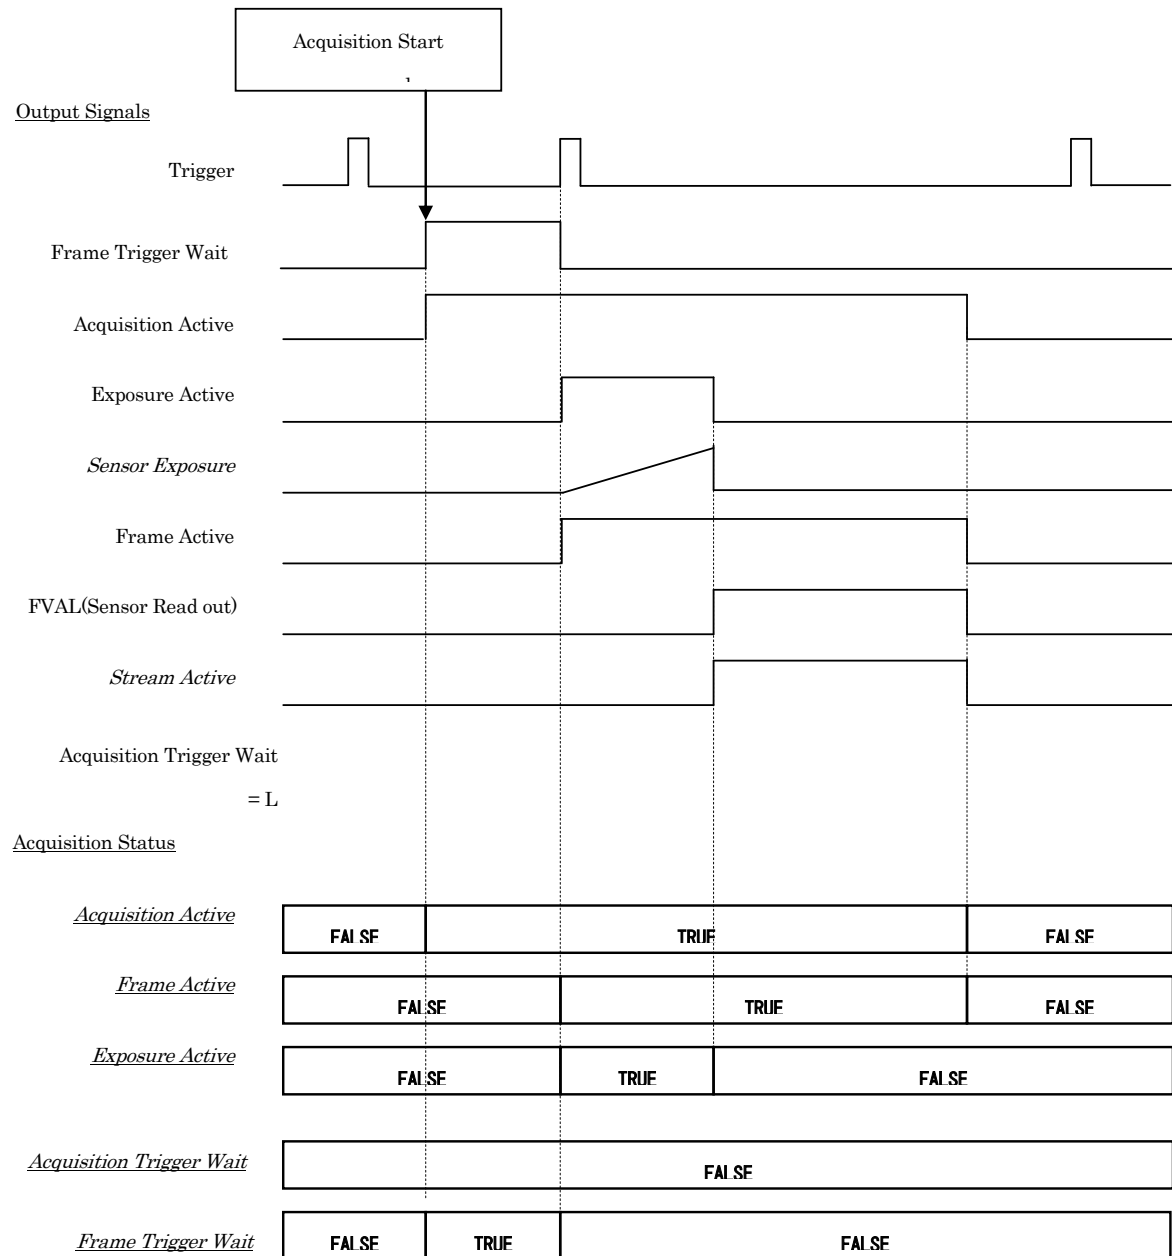 Acquisition Start
Output Signals
Trigger
Frame Trigger Wait
Acquisition Active
Exposure Active
Sensor Exposure
Frame Active
FVAL(Sensor Read out)
Stream Active
Acquisition Trigger Wait
= L
Acquisition Status
Acquisition Active
FALSE TRUE FALSE
Frame Active
FALSE TRUE FALSE
Exposure Active
FALSE TRUE FALSE
Acquisition Trigger Wait
FALSE
Frame Trigger Wait
FALSE TRUE FALSE